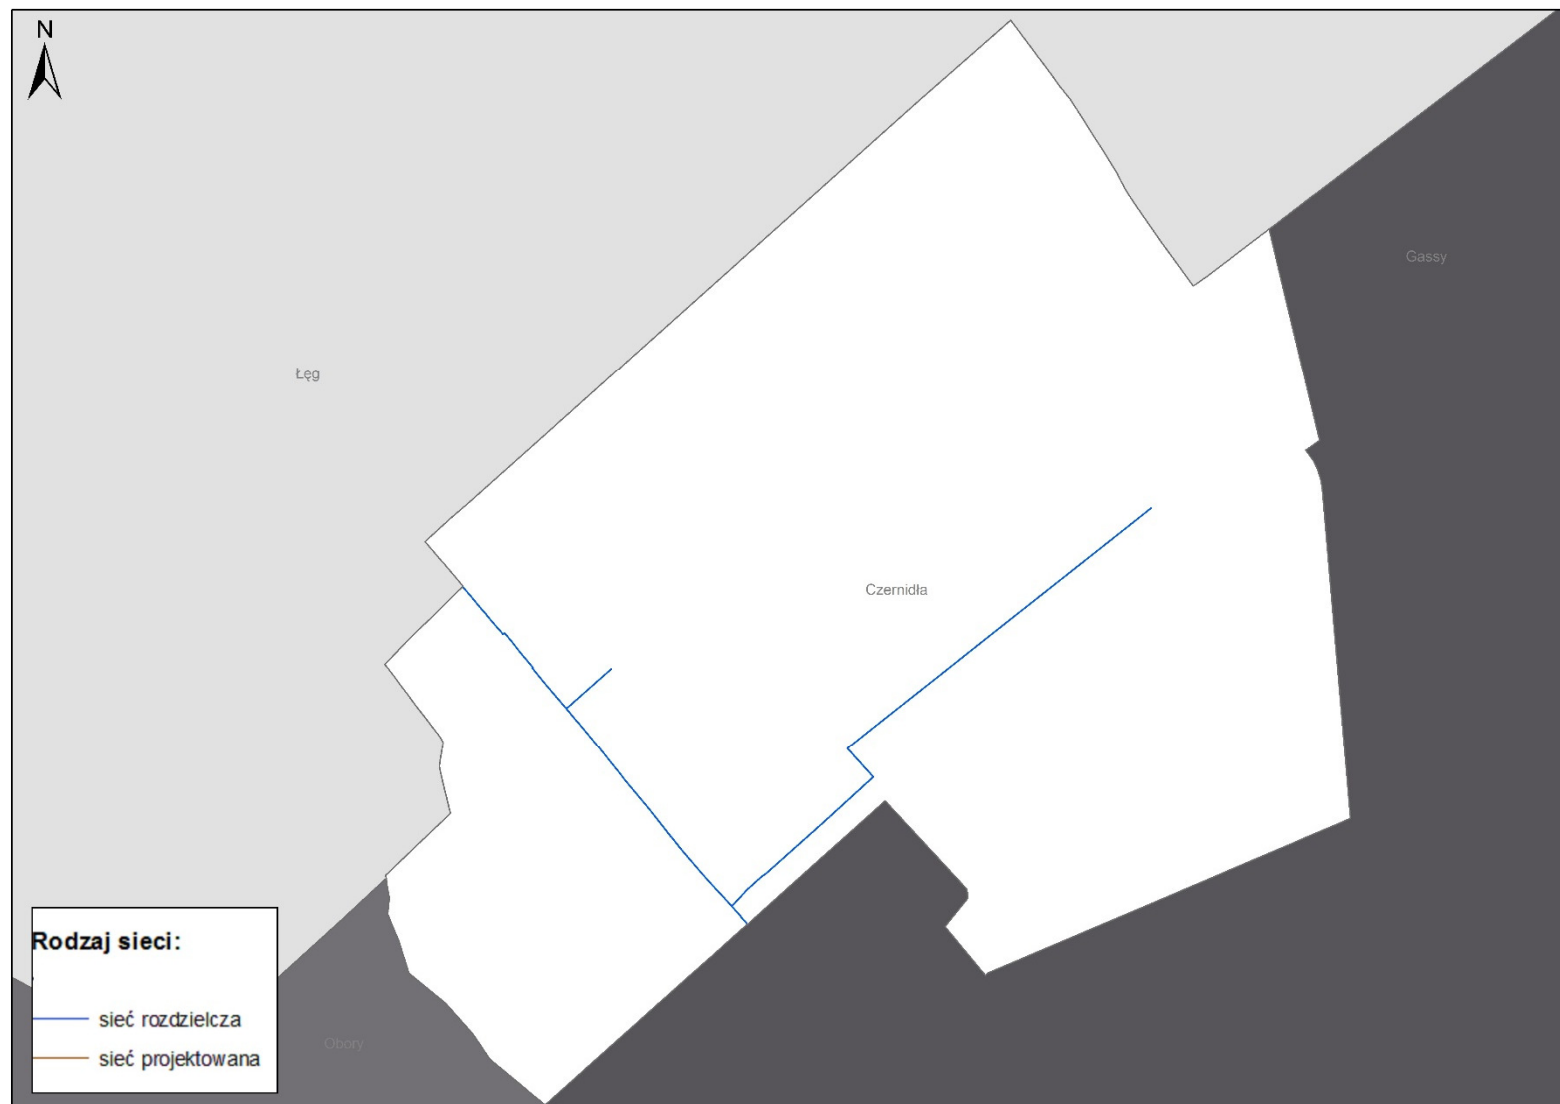 N
Gassy
Łęg
Czernidła
Rodzaj sieci:
sieć rozdzielcza
sieć projektowana
Obory